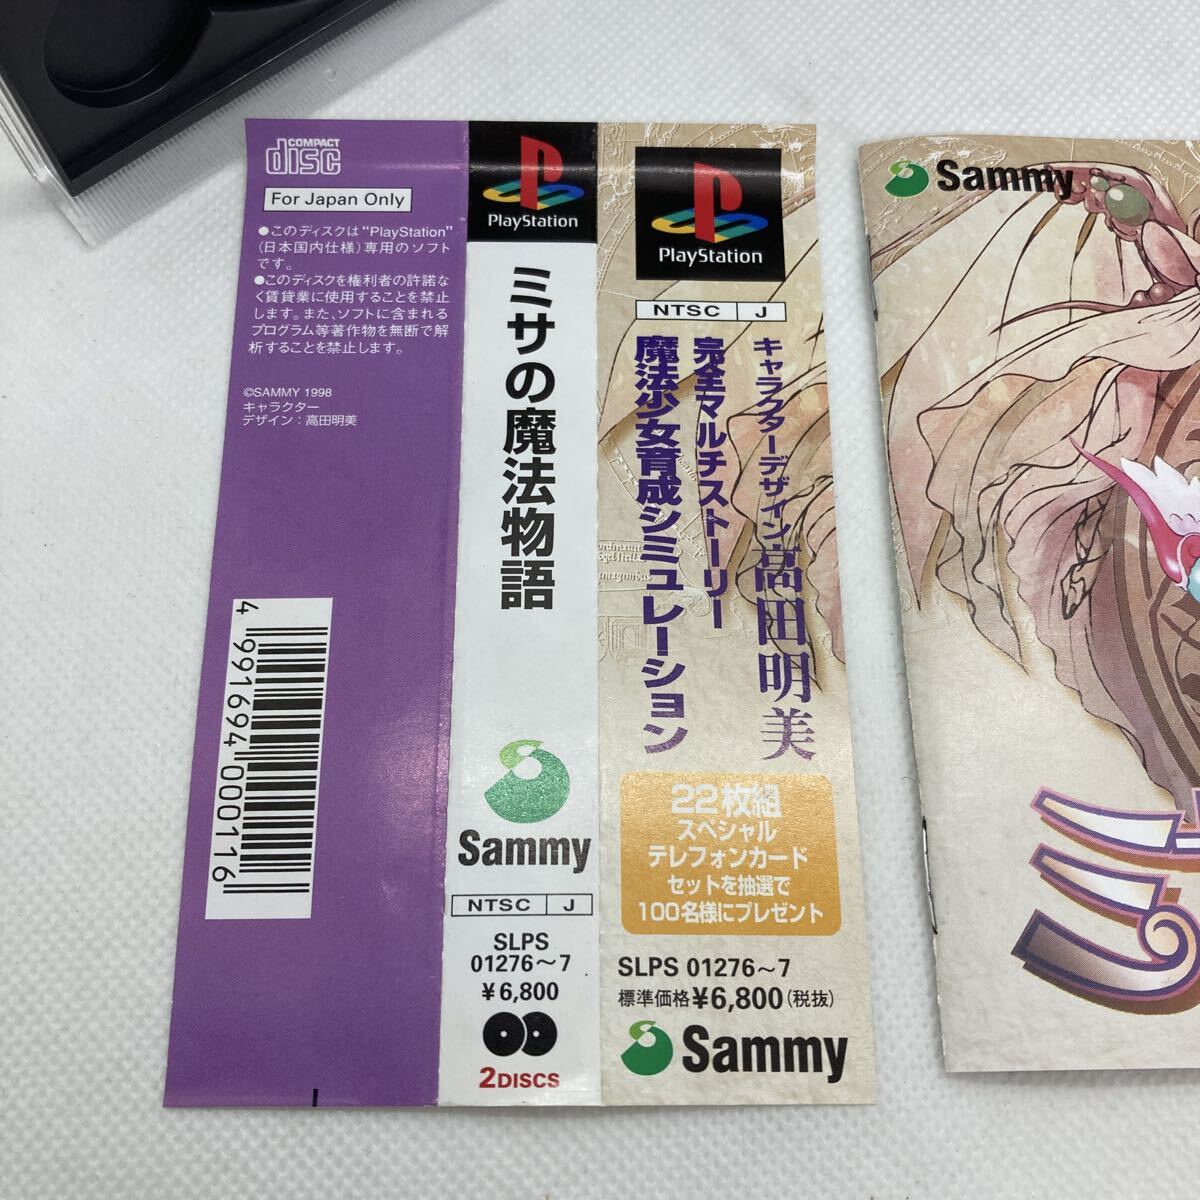 COMPACT
disc
For Japan Only
●このディスクは“PlayStation”
(日本国内仕様)専用のソフト
です。
●このディスクを権利者の許諾な
く賃貸業に使用することを禁止
します。また、ソフトに含まれる
プログラム等著作物を無断で解
析することを禁止します。
©SAMMY 1998
キャラクター
デザイン：高田明美
4 991694 000116
PlayStation
ミサの魔法物語
Sammy
NTSC J
SLPS
01276～7
¥6,800
2DISCS
PlayStation
NTSC J
キャラクターデザイン 高田明美
完全マルチストーリー
魔法少女育成シミュレーション
22枚組
スペシャル
テレフォンカード
セットを抽選で
100名様にプレゼント
SLPS 01276～7
標準価格¥6,800(税抜)
Sammy
Sammy
ミ